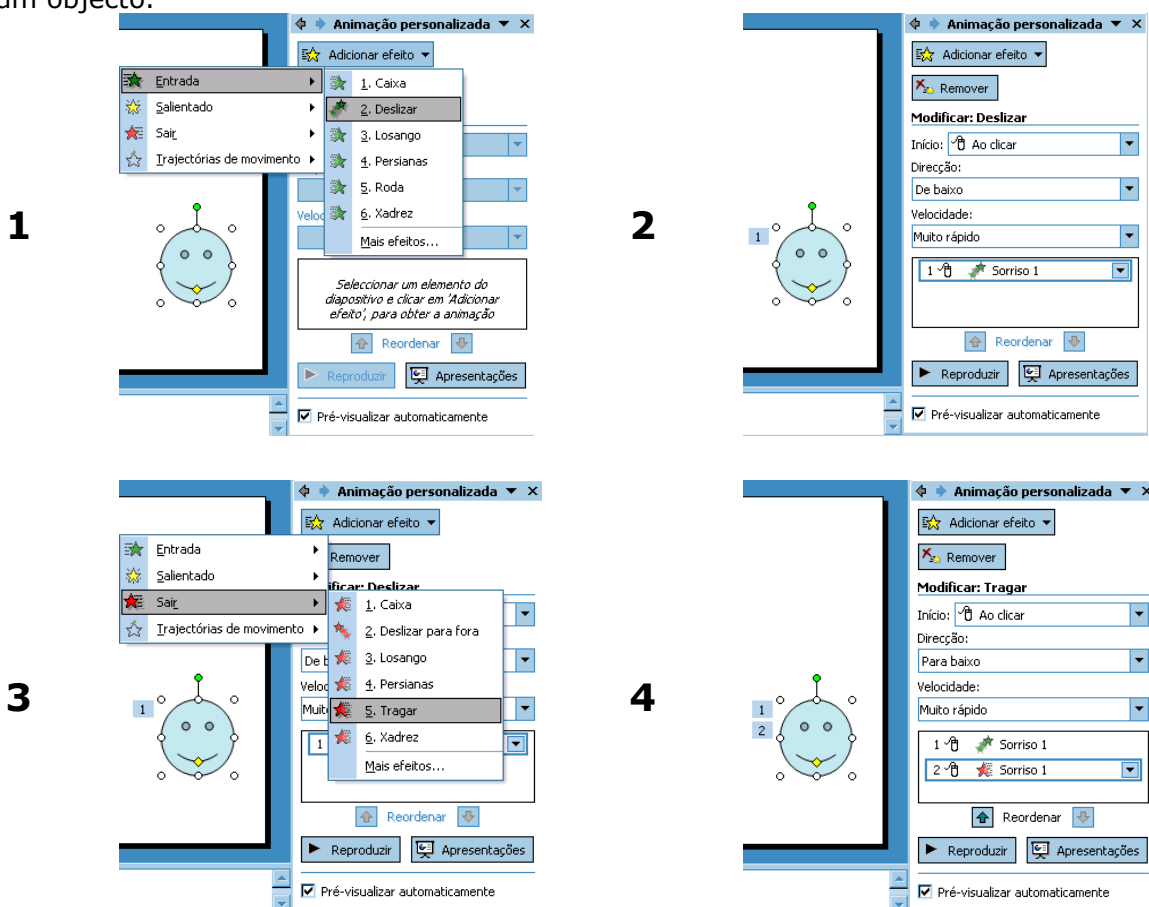 um objecto.
1
Animação personalizada
Adicionar efeito
Entrada
Salientado
Sair
Trajectórias de movimento
1. Caixa
2. Deslizar
3. Losango
4. Persianas
5. Roda
6. Xadrez
Mais efeitos...
Seleccionar um elemento do
diapositivo e clicar em 'Adicionar
efeito', para obter a animação
Reordenar
Reproduzir
Apresentações
Pré-visualizar automaticamente
2
Animação personalizada
Adicionar efeito
Remover
Modificar: Deslizar
Início: Ao clicar
Direcção:
De baixo
Velocidade:
Muito rápido
1
1 Sorriso 1
Reordenar
Reproduzir
Apresentações
Pré-visualizar automaticamente
3
Animação personalizada
Adicionar efeito
Remover
Entrada
Salientado
Sair
Trajectórias de movimento
1. Caixa
2. Deslizar para fora
3. Losango
4. Persianas
5. Tragar
6. Xadrez
Mais efeitos...
1
1
Reordenar
Reproduzir
Apresentações
Pré-visualizar automaticamente
4
Animação personalizada
Adicionar efeito
Remover
Modificar: Tragar
Início: Ao clicar
Direcção:
Para baixo
Velocidade:
Muito rápido
1
2
1 Sorriso 1
2 Sorriso 1
Reordenar
Reproduzir
Apresentações
Pré-visualizar automaticamente